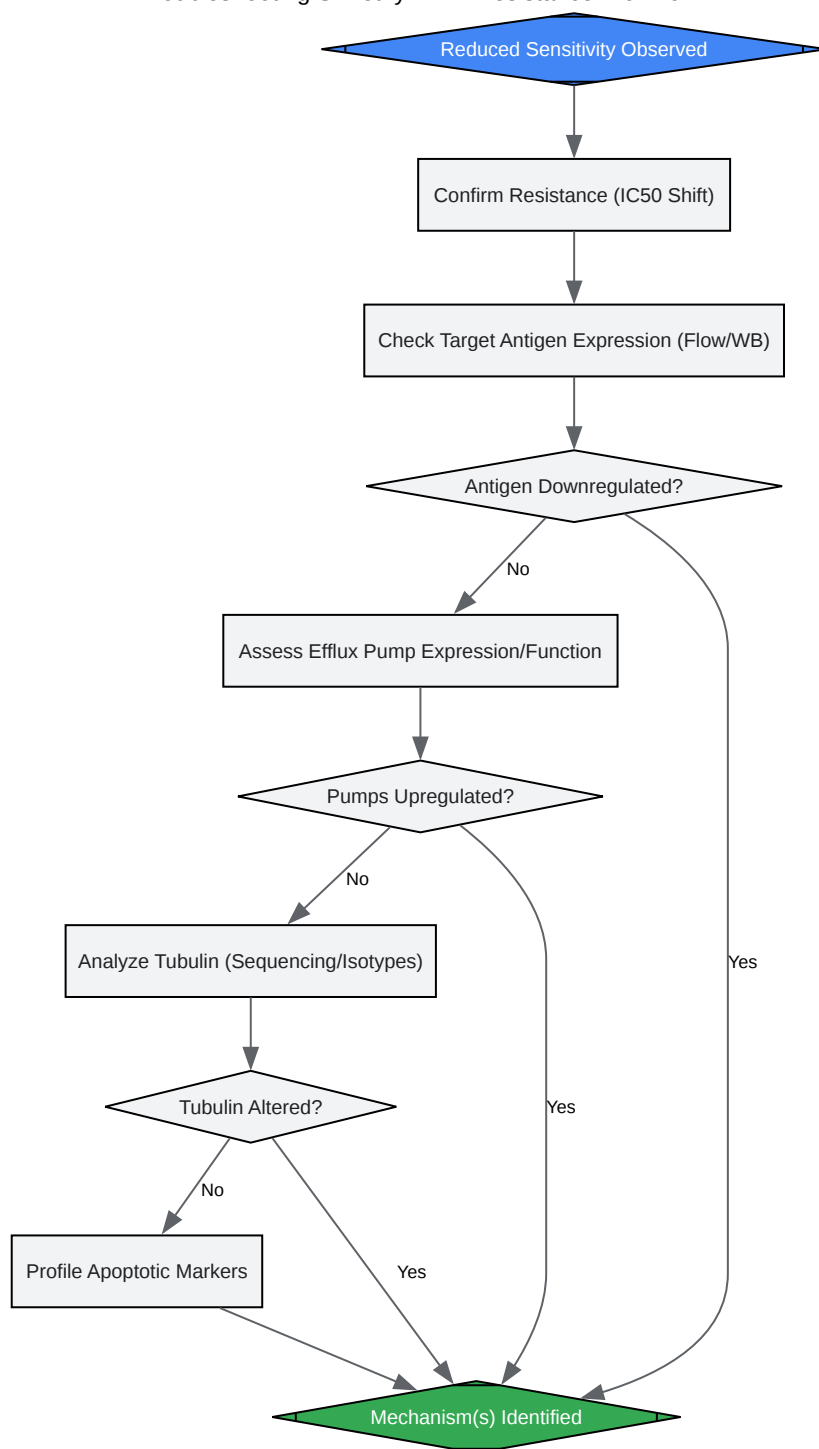 Reduced Sensitivity Observed
Confirm Resistance (IC50 Shift)
Check Target Antigen Expression (Flow/WB)
Antigen Downregulated?
No
Assess Efflux Pump Expression/Function
Pumps Upregulated?
No
Analyze Tubulin (Sequencing/Isotypes)
Yes
Tubulin Altered?
Yes
No
Profile Apoptotic Markers
Yes
Mechanism(s) Identified